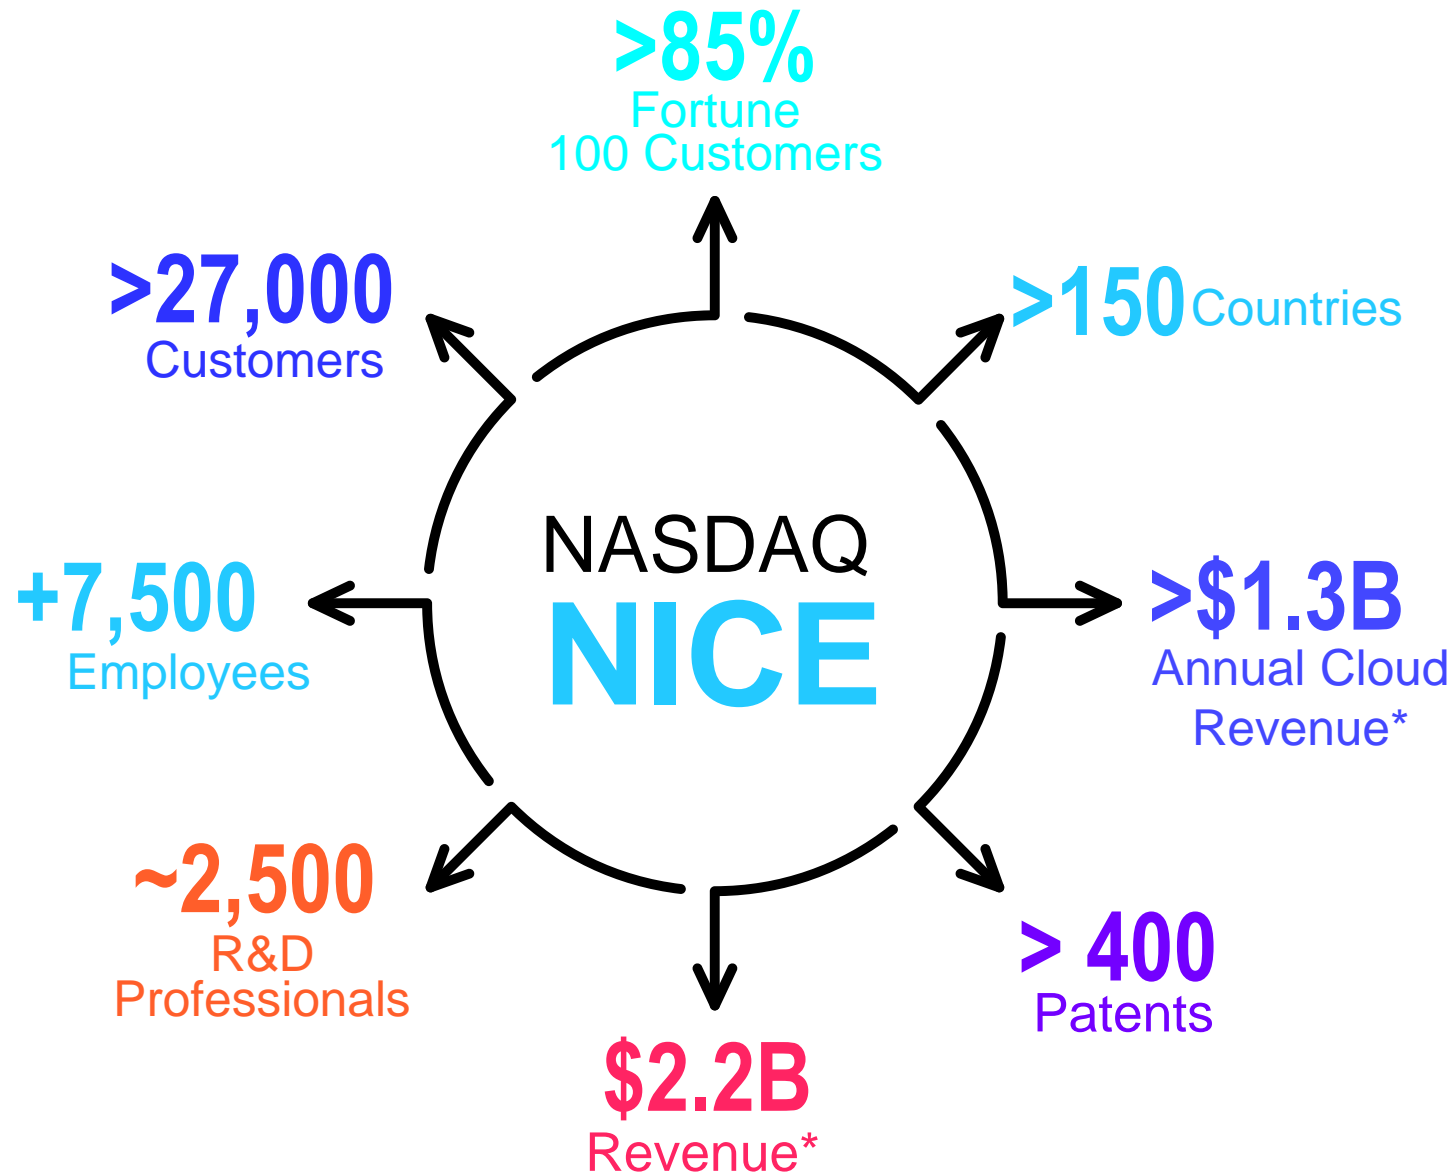 >85%
Fortune
100 Customers
>27,000
Customers
>150 Countries
NASDAQ
NICE
+7,500
Employees
>$1.3B
Annual Cloud
Revenue*
~2,500
R&D
Professionals
> 400
Patents
$2.2B
Revenue*